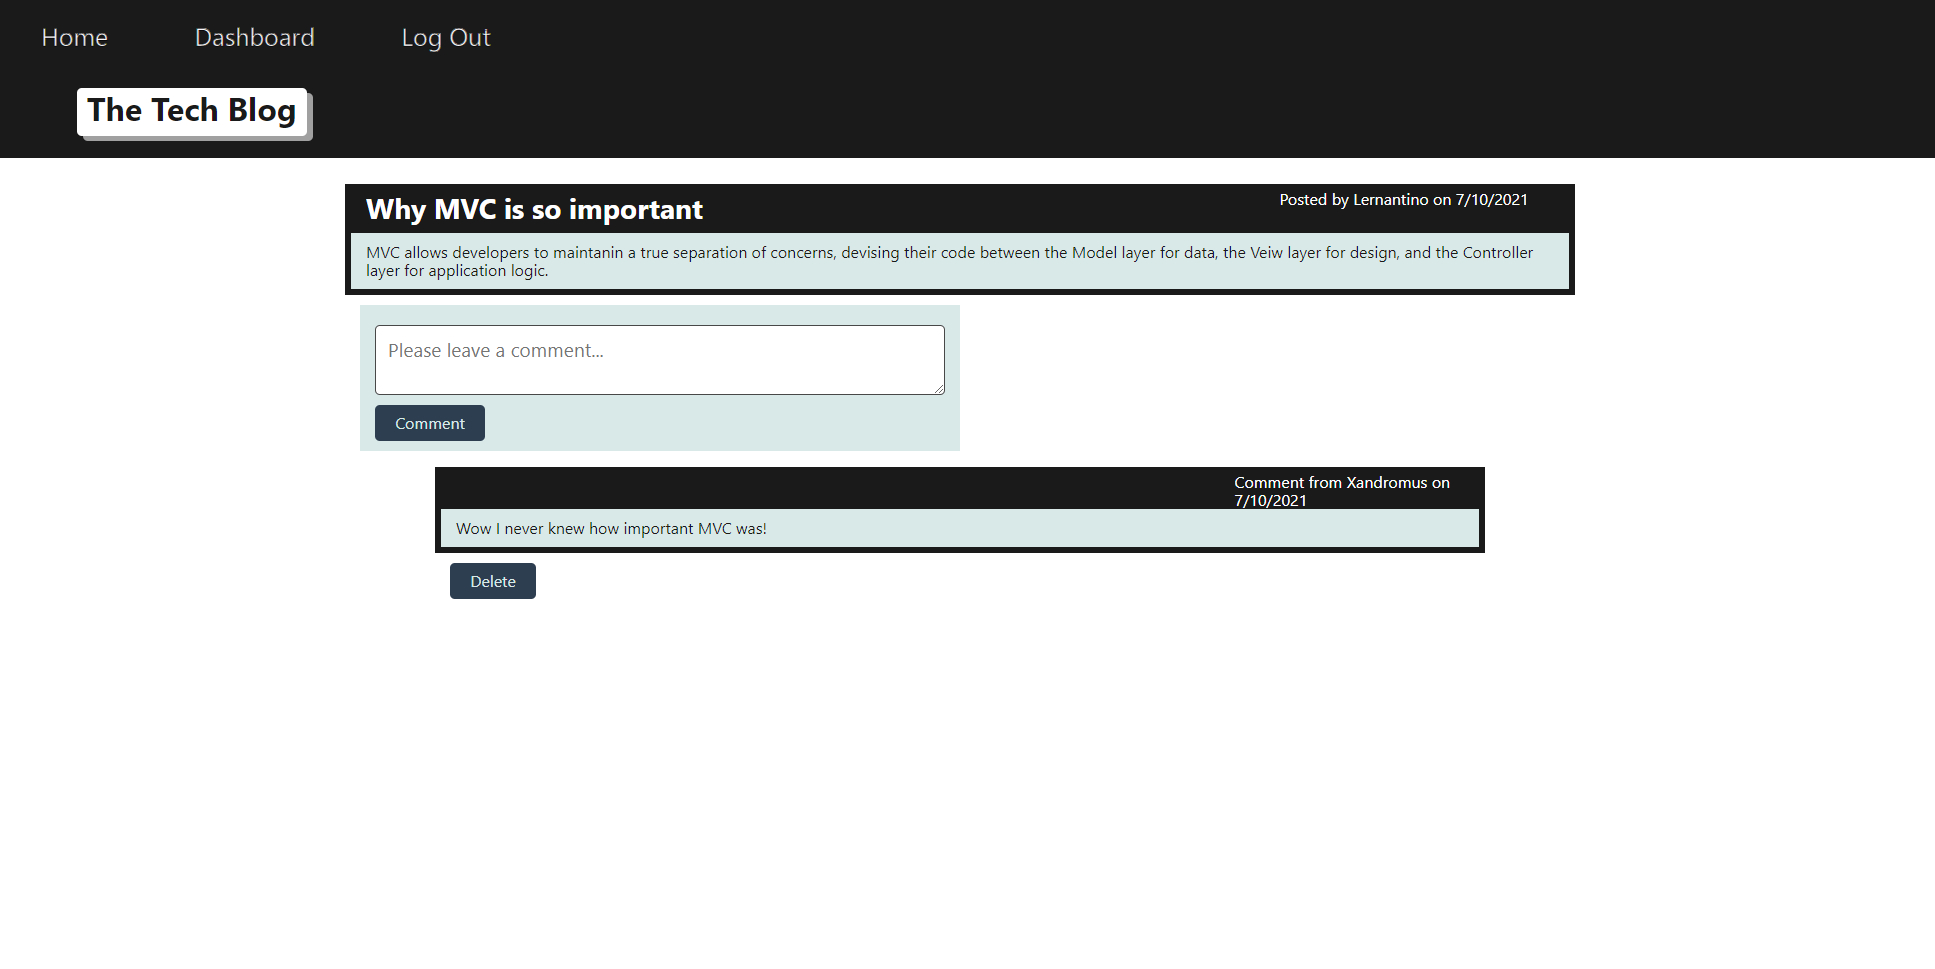 Home Dashboard Log Out
The Tech Blog
Why MVC is so important
Posted by Lernantino on 7/10/2021
MVC allows developers to maintanin a true separation of concerns, devising their code between the Model layer for data, the Veiw layer for design, and the Controller
layer for application logic.
Please leave a comment...
Comment
Comment from Xandromus on
7/10/2021
Wow I never knew how important MVC was!
Delete